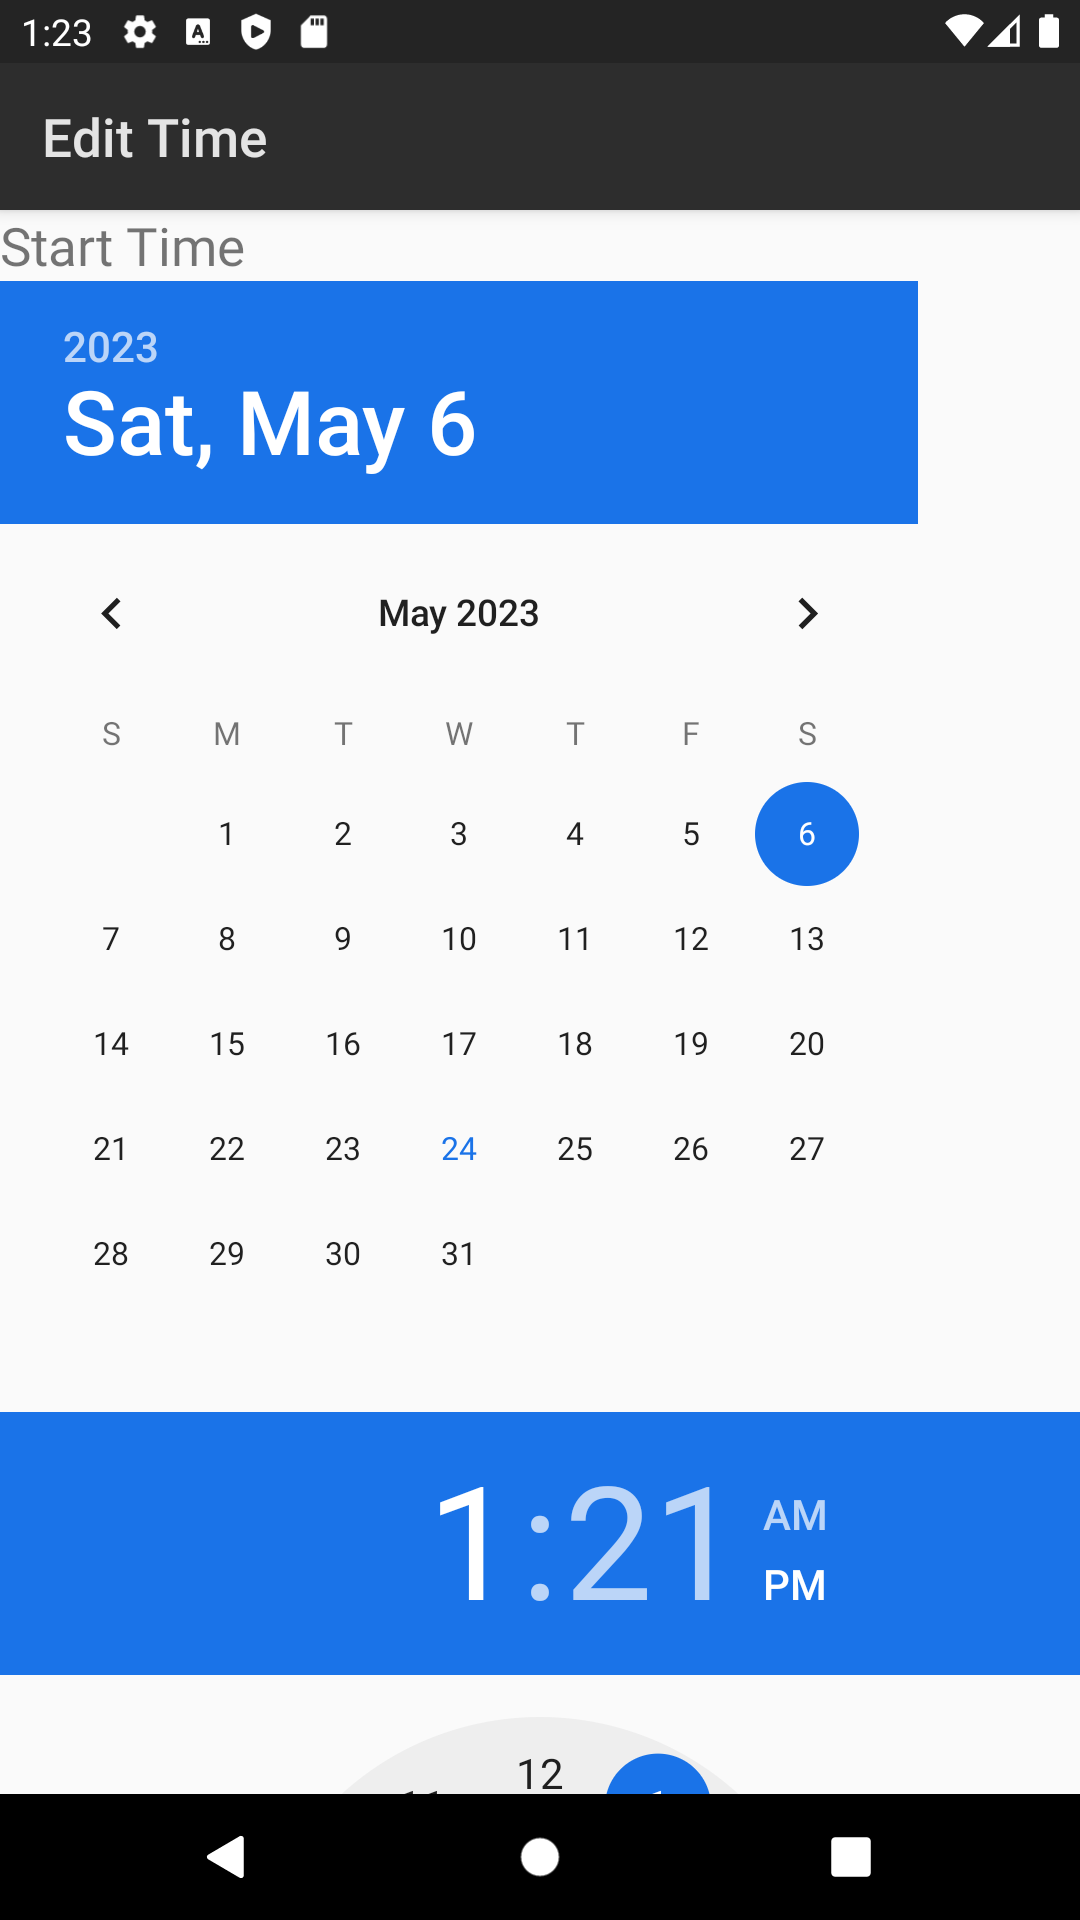 1:23
Edit Time
Start Time
2023
Sat, May 6
May 2023
S M T W T F S
1 2 3 4 5 6
7 8 9 10 11 12 13
14 15 16 17 18 19 20
21 22 23 24 25 26 27
28 29 30 31
1:21 AM
PM
12